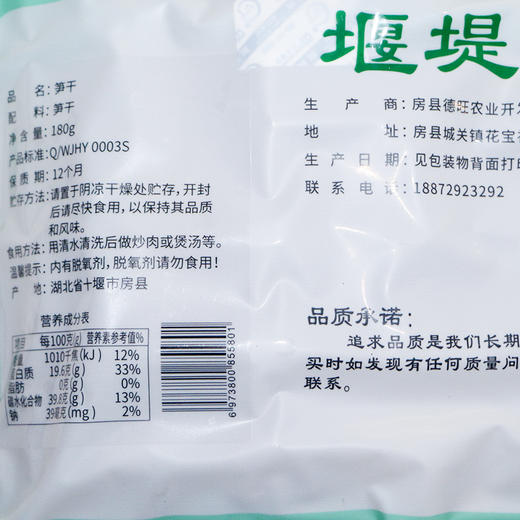 堰堤
品 名：笋干
配 料：笋干
净含量：180g
产品标准：Q/WJHY 0003S
保 质 期：12个月
贮存方法：请置于阴凉干燥处贮存，开封
后请尽快食用，以保持其品质
和风味。
食用方法：用清水清洗后做炒肉或煲汤等。
温馨提示：内有脱氧剂，脱氧剂请勿食用！
产 地：湖北省十堰市房县
生 产 商：房县德旺农业开发
地 址：房县城关镇花宝
生 产 日 期：见包装物背面打印
联 系 电 话：18872923292
营养成分表
项目 每100克(g) 营养素参考值%
能量 1010千焦(kJ) 12%
蛋白质 19.6克(g) 33%
脂肪 0克(g) 0%
碳水化合物 39.8克(g) 13%
钠 39毫克(mg) 2%
6973800855801
品质承诺：
追求品质是我们长期
实时如发现有任何质量问
联系。